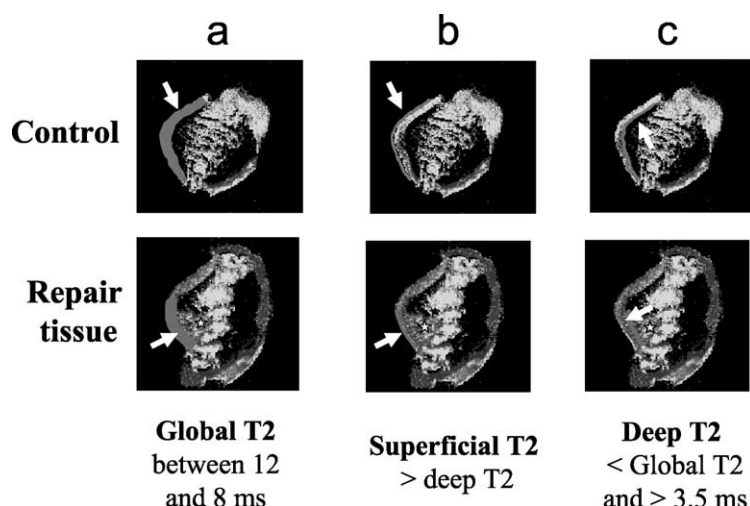 a b c
Control
Repair
tissue
Global T2
between 12
and 8 ms
Superficial T2
> deep T2
Deep T2
< Global T2
and > 3.5 ms